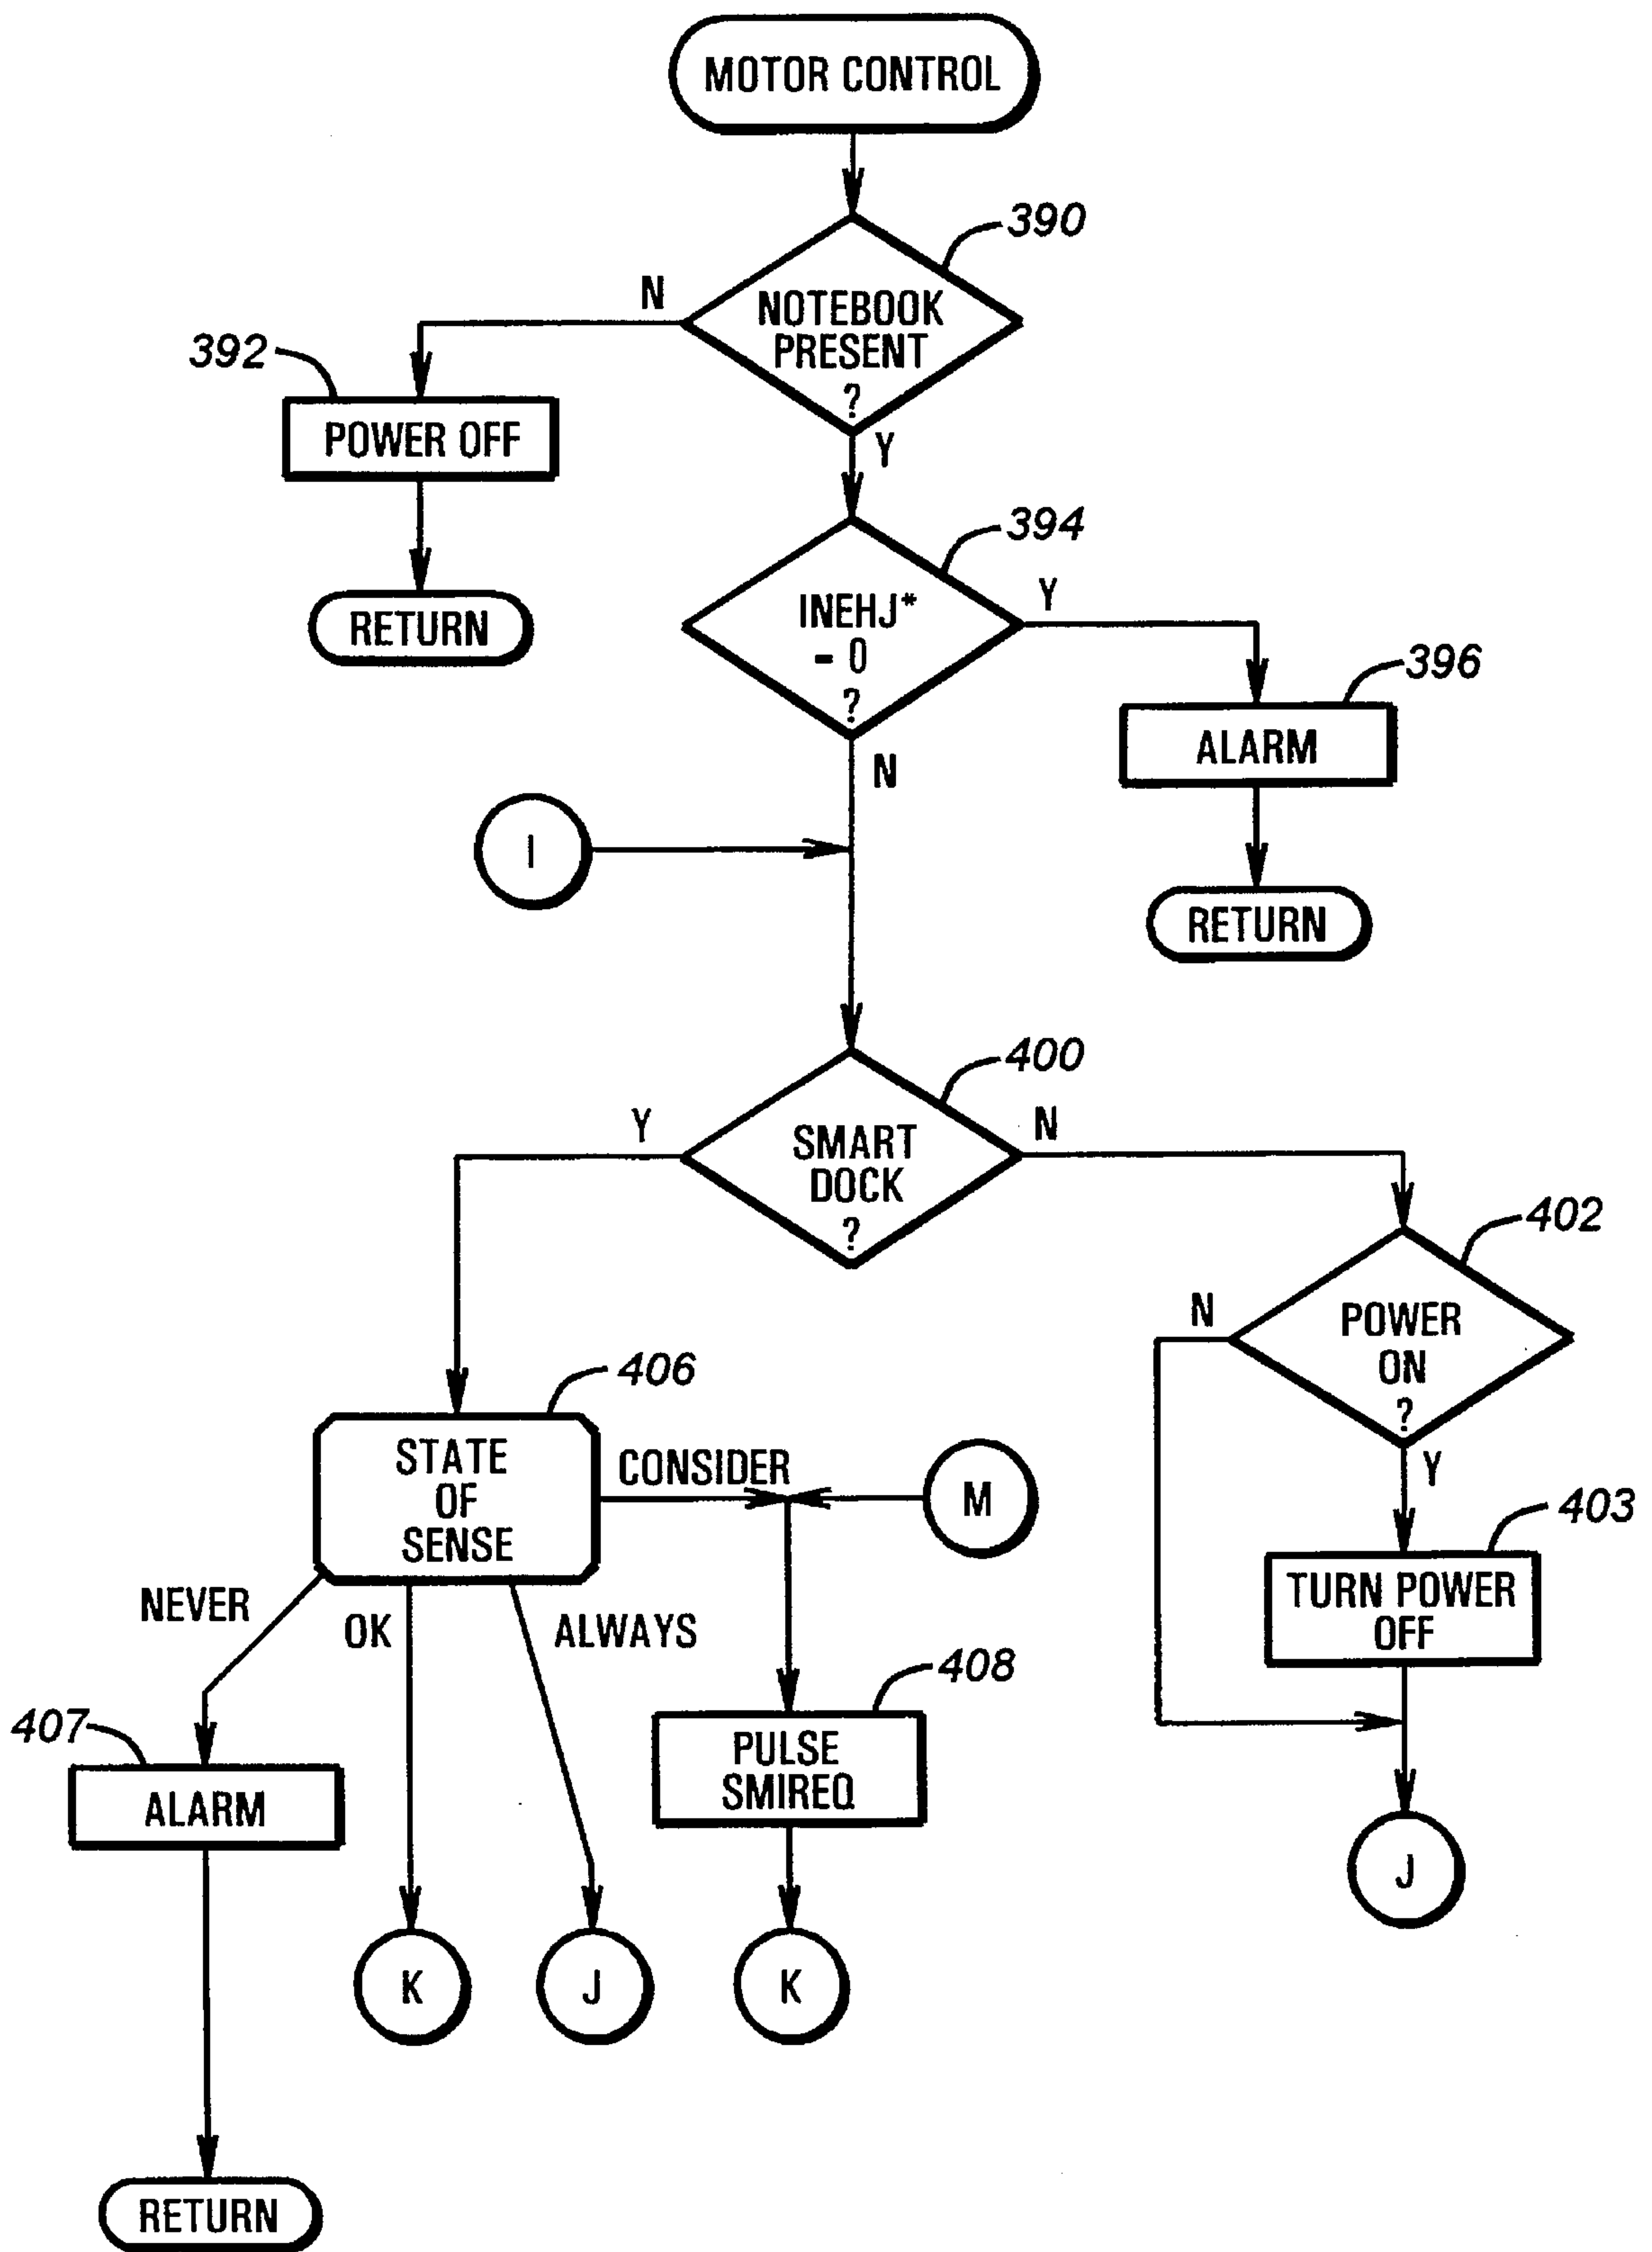 MOTOR CONTROL
390
N
NOTEBOOK
PRESENT
?
392
POWER OFF
Y
RETURN
394
INEHJ*
= 0
?
Y
396
ALARM
N
I
RETURN
400
Y
SMART
DOCK
?
N
402
N
POWER
ON
?
Y
406
STATE
OF
SENSE
CONSIDER
M
403
TURN POWER
OFF
NEVER
OK
ALWAYS
408
407
PULSE
SMIREQ
ALARM
J
K
J
K
RETURN